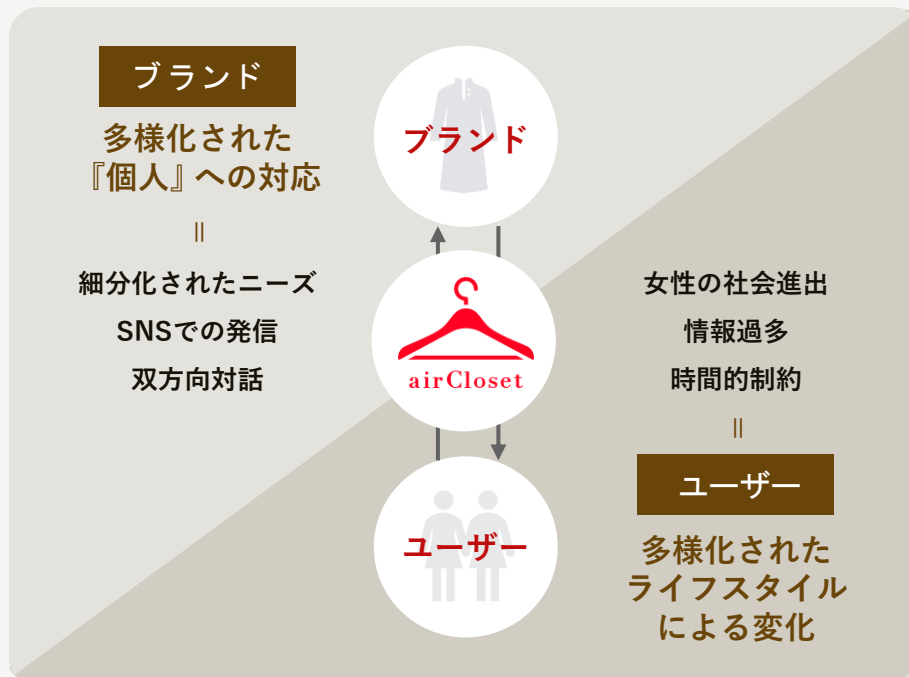 ブランド
多様化された
『個人』への対応
=
細分化されたニーズ
SNSでの発信
双方向対話
ブランド
airCloset
ユーザー
女性の社会進出
情報過多
時間的制約
=
ユーザー
多様化された
ライフスタイル
による変化